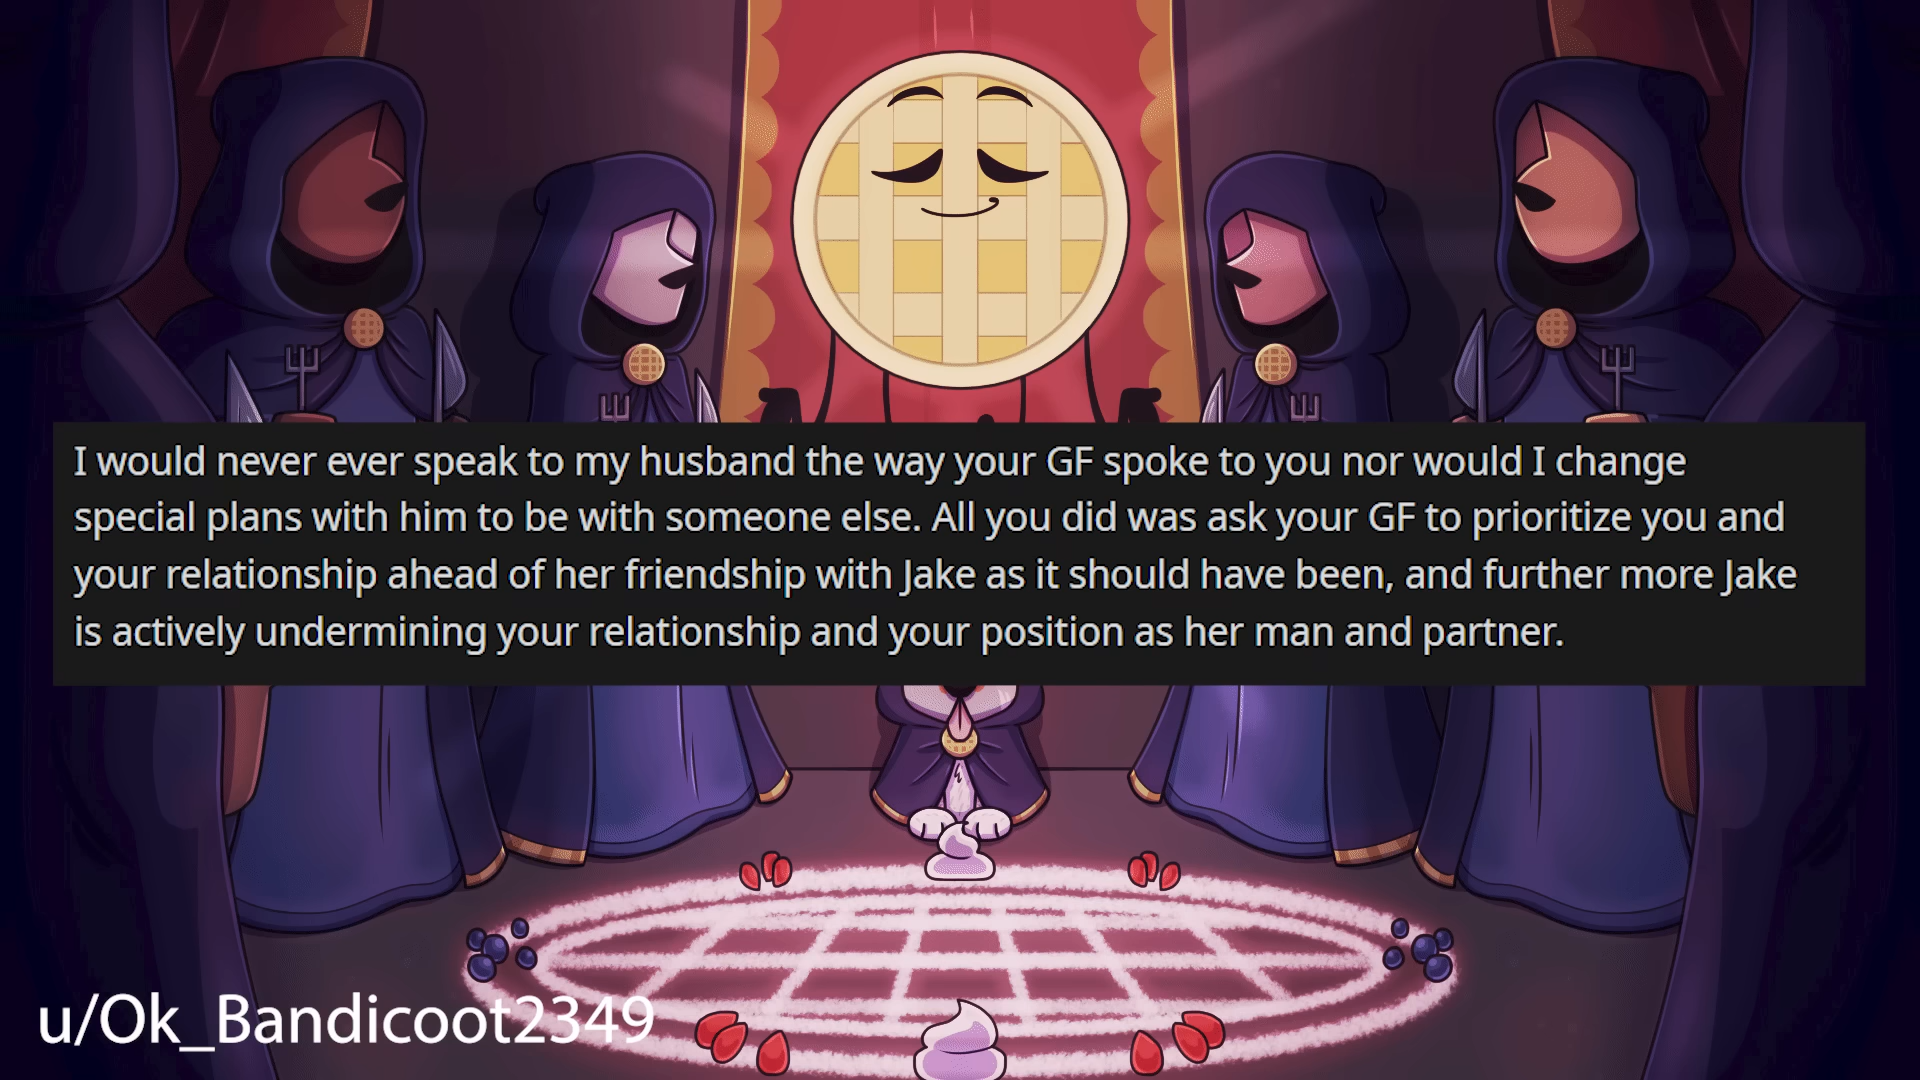 I would never ever speak to my husband the way your GF spoke to you nor would I change
special plans with him to be with someone else. All you did was ask your GF to prioritize you and
your relationship ahead of her friendship with Jake as it should have been, and further more Jake
is actively undermining your relationship and your position as her man and partner.
u/Ok_Bandicoot2349